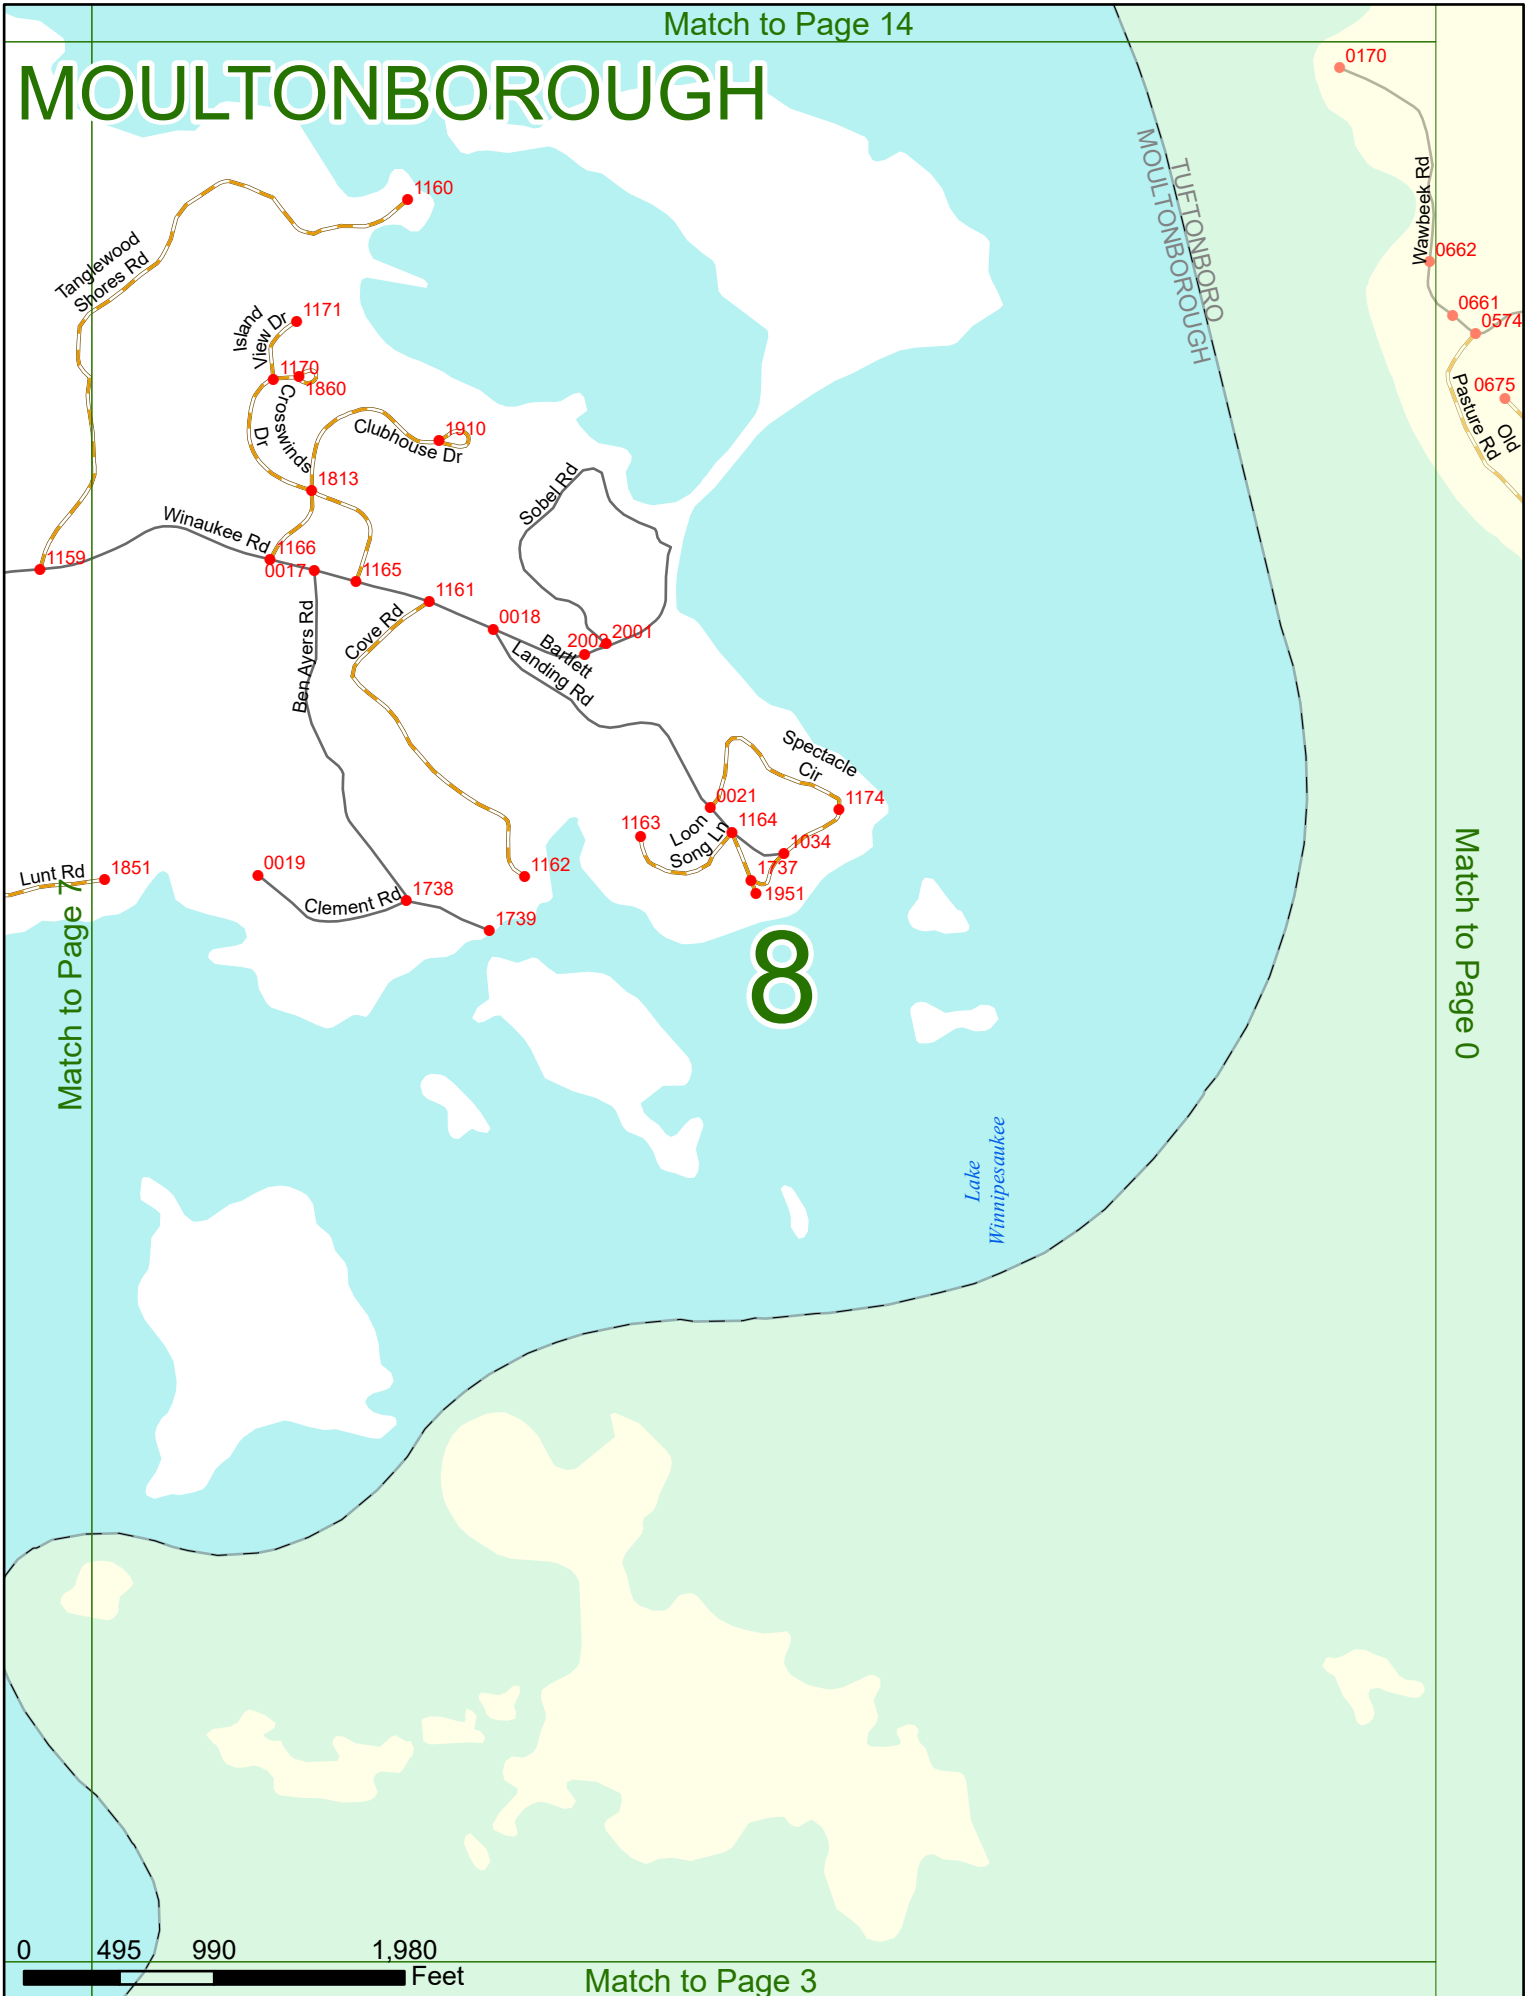 Match to Page 14
MOULTONBOROUGH
0170
TUFTONBORO
MOULTONBOROUGH
Wawbeek Rd
1160
Tanglewood
Shores Rd
0662
0661
0574
Island
View Dr
1171
1170
1860
Crosswinds
Dr
0675
Old
Pasture Rd
Clubhouse Dr
1910
1813
Sobel Rd
Winaukee Rd
1159
1166
0017
1165
1161
0018
Ben Ayers Rd
Cove Rd
2002
2001
Bartlett
Landing Rd
Spectacle
Cir
0021
1174
1163
Loon
Song Ln
1164
1034
1737
1951
Lunt Rd
1851
0019
1162
Clement Rd
1738
1739
8
Match to Page 7
Match to Page 0
Lake
Winnipesaukee
0 495 990 1,980
Feet
Match to Page 3